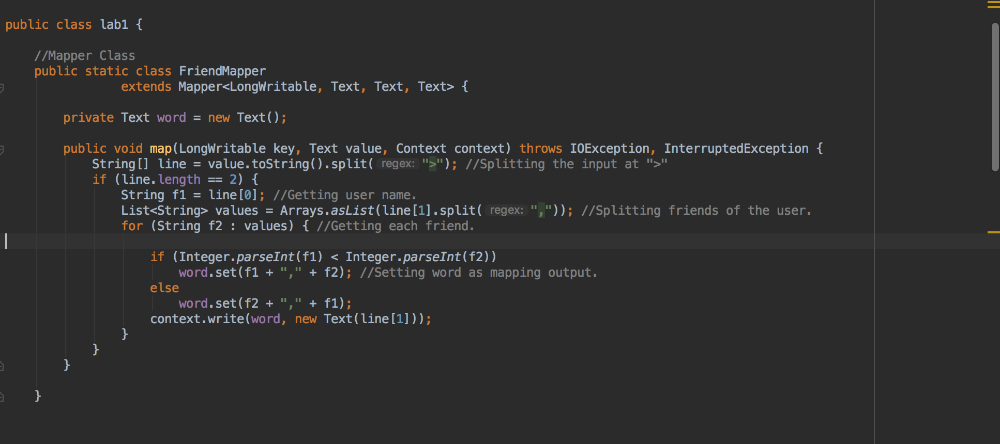 public class lab1 {
//Mapper Class
public static class FriendMapper
extends Mapper<LongWritable, Text, Text, Text> {
private Text word = new Text();
public void map(LongWritable key, Text value, Context context) throws IOException, InterruptedException {
String[] line = value.toString().split( regex: ">"); //Splitting the input at ">"
if (line.length == 2) {
String f1 = line[0]; //Getting user name.
List<String> values = Arrays.asList(line[1].split( regex: ",")); //Splitting friends of the user.
for (String f2 : values) { //Getting each friend.
if (Integer.parseInt(f1) < Integer.parseInt(f2))
word.set(f1 + "," + f2); //Setting word as mapping output.
else
word.set(f2 + "," + f1);
context.write(word, new Text(line[1]));
}
}
}
}